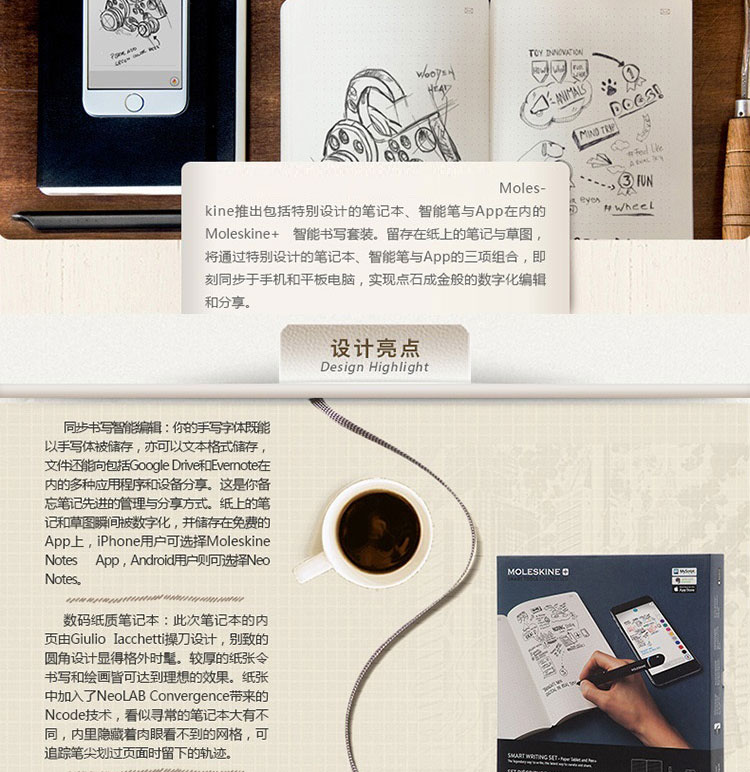 WOODEN
HEAD
TOY INNOVATION
ANIMALS
1
DOGS!
MIND TRIP
3 FUN
# Wheel
Moles-
kine推出包括特别设计的笔记本、智能笔与App在内的
Moleskine+ 智能书写套装。留存在纸上的笔记与草图，
将通过特别设计的笔记本、智能笔与App的三项组合，即
刻同步于手机和平板电脑，实现点石成金般的数字化编辑
和分享。
设计亮点
Design Highlight
同步书写智能编辑：你的手写字体既能
以手写体被储存，亦可以文本格式储存，
文件还能向包括Google Drive和Evernote在
内的多种应用程序和设备分享。这是你备
忘笔记先进的管理与分享方式。纸上的笔
记和草图瞬间被数字化，并储存在免费的
App上，iPhone用户可选择Moleskine
Notes App，Android用户则可选择Neo
Notes。
数码纸质笔记本：此次笔记本的内
页由Giulio Iacchetti操刀设计，别致的
圆角设计显得格外时髦。较厚的纸张令
书写和绘画皆可达到理想的效果。纸张
中加入了NeoLAB Convergence带来的
Ncode技术，看似寻常的笔记本大有不
同，内里隐藏着肉眼看不到的网格，可
追踪笔尖划过页面时留下的轨迹。
MOLESKINE +
MyScript
App Store
SMART WRITING SET - Paper Tablet and Pen+